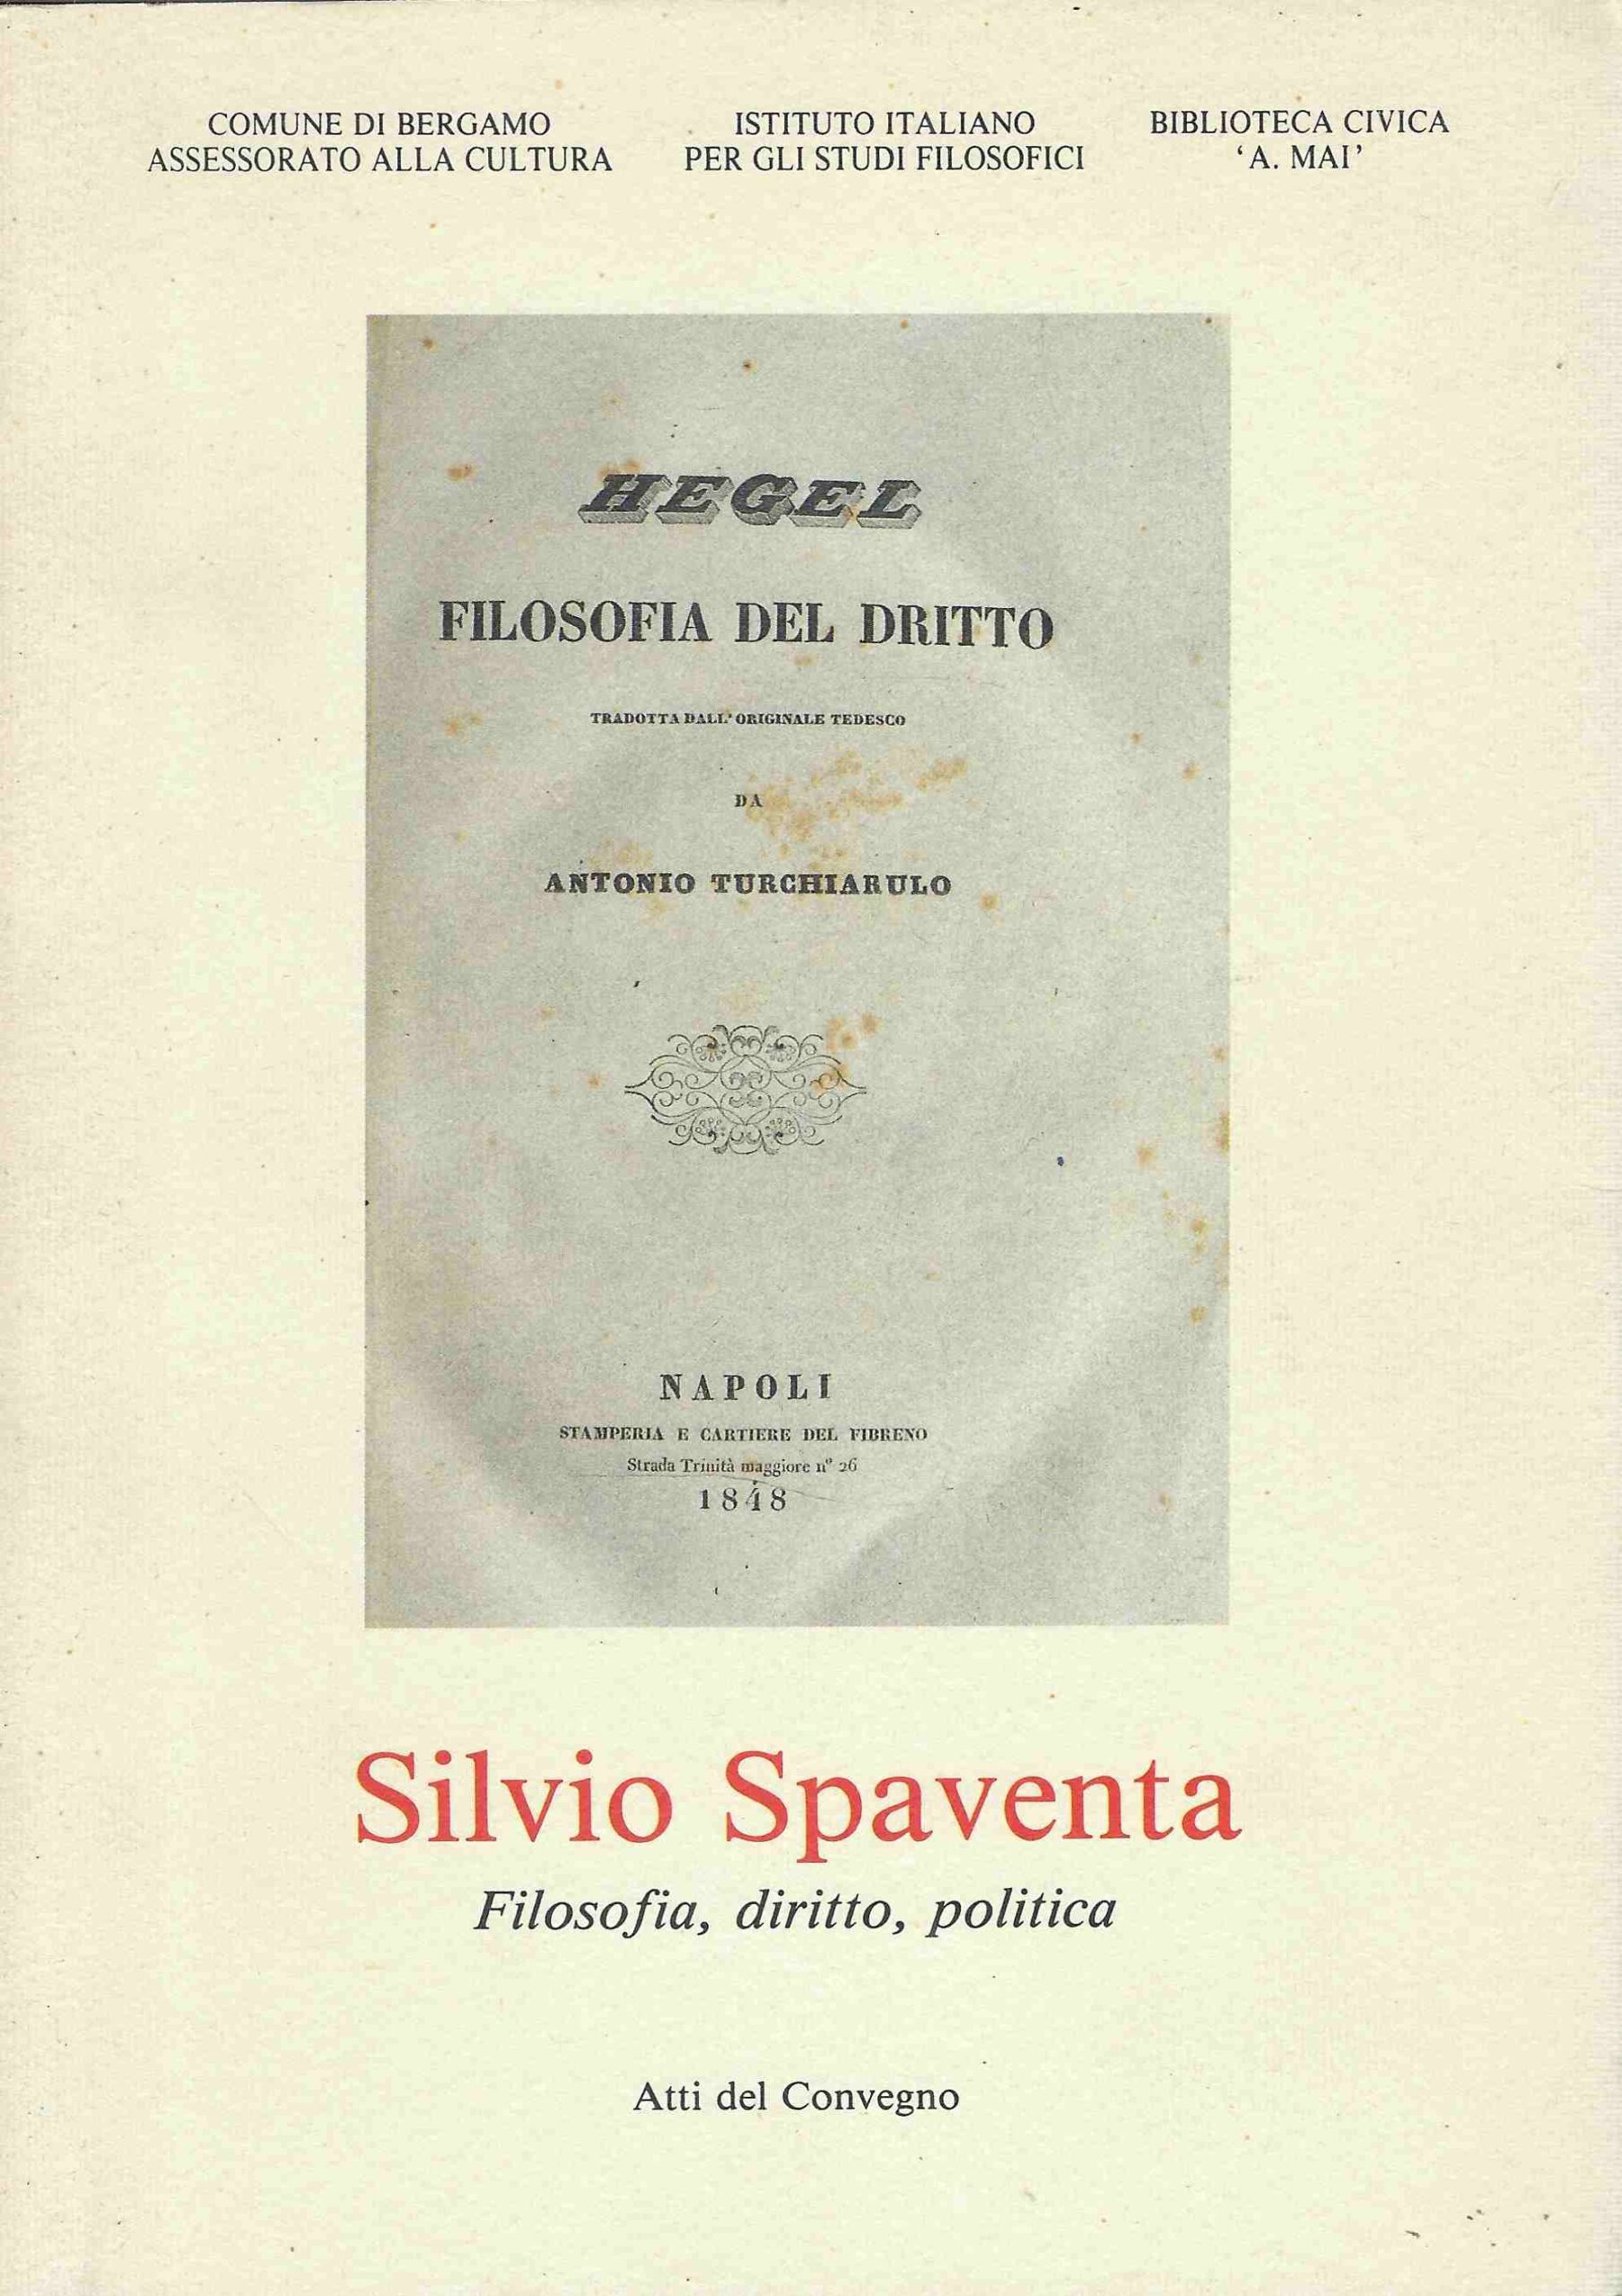 COMUNE DI BERGAMO
ASSESSORATO ALLA CULTURA
ISTITUTO ITALIANO
PER GLI STUDI FILOSOFICI
BIBLIOTECA CIVICA
‘A. MAI’
HEGEL
FILOSOFIA DEL DRITTO
TRADOTTA DALL' ORIGINALE TEDESCO
DA
ANTONIO TURCHIARULO
NAPOLI
STAMPERIA E CARTIERE DEL FIBRENO
Strada Trinità maggiore nº 26
1848
Silvio Spaventa
Filosofia, diritto, politica
Atti del Convegno